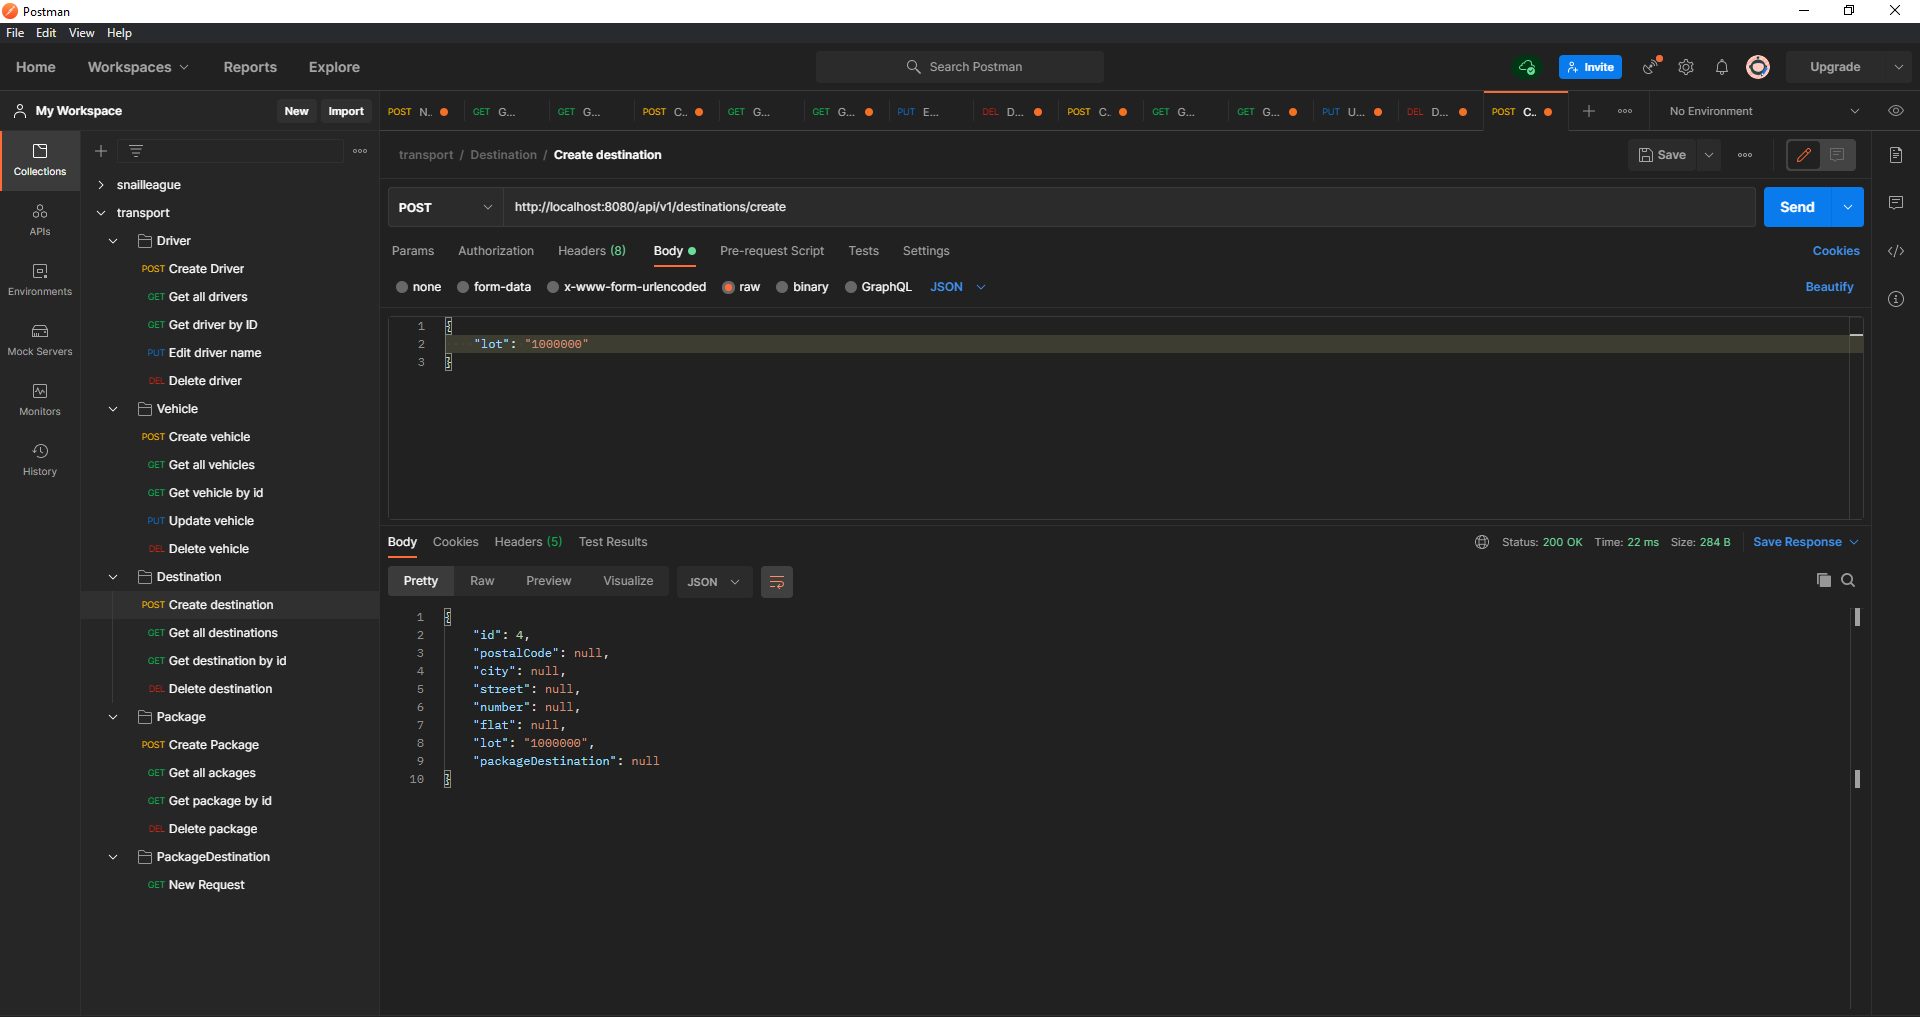 Postman
File Edit View Help
Home Workspaces Reports Explore Search Postman Invite Upgrade
My Workspace New Import
POST N.. GET G... GET G... POST C.. GET G... GET G... PUT E... DEL D... POST C.. GET G... GET G... PUT U... DEL D... POST C.. No Environment
Collections
APIs
Environments
Mock Servers
Monitors
History
snailleague
transport
Driver
POST Create Driver
GET Get all drivers
GET Get driver by ID
PUT Edit driver name
DEL Delete driver
Vehicle
POST Create vehicle
GET Get all vehicles
GET Get vehicle by id
PUT Update vehicle
DEL Delete vehicle
Destination
POST Create destination
GET Get all destinations
GET Get destination by id
DEL Delete destination
Package
POST Create Package
GET Get all ackages
GET Get package by id
DEL Delete package
PackageDestination
GET New Request
transport / Destination / Create destination Save
POST http://localhost:8080/api/v1/destinations/create Send
Params Authorization Headers (8) Body Pre-request Script Tests Settings Cookies
none form-data x-www-form-urlencoded raw binary GraphQL JSON Beautify
1 {
2 "lot": "1000000"
3 }
Body Cookies Headers (5) Test Results Status: 200 OK Time: 22 ms Size: 284 B Save Response
Pretty Raw Preview Visualize JSON
1 {
2 "id": 4,
3 "postalCode": null,
4 "city": null,
5 "street": null,
6 "number": null,
7 "flat": null,
8 "lot": "1000000",
9 "packageDestination": null
10 }